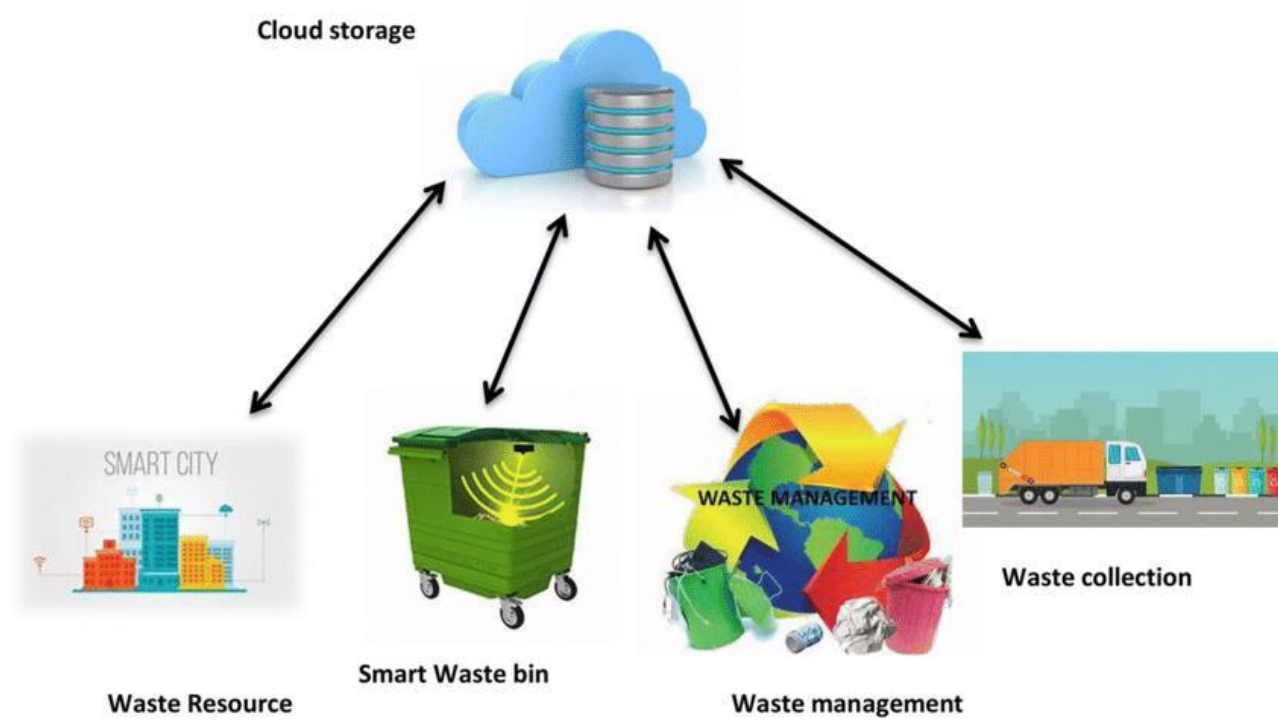 Cloud storage
SMART CITY
WASTE MANAGEMENT
Waste collection
Smart Waste bin
Waste Resource
Waste management